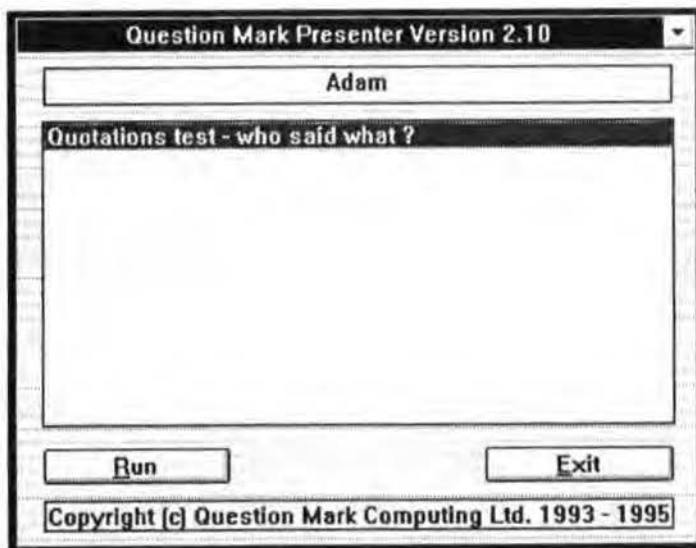 Question Mark Presenter Version 2.10
Adam
Quotations test - who said what ?
Run
Exit
Copyright (c) Question Mark Computing Ltd. 1993 - 1995